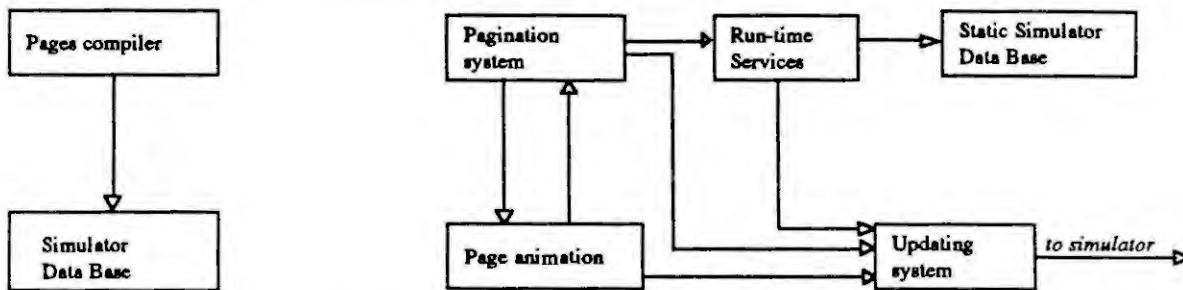 Pages compiler
Simulator
Data Base
Pagination
system
Run-time
Services
Static Simulator
Data Base
Page animation
Updating
system
to simulator